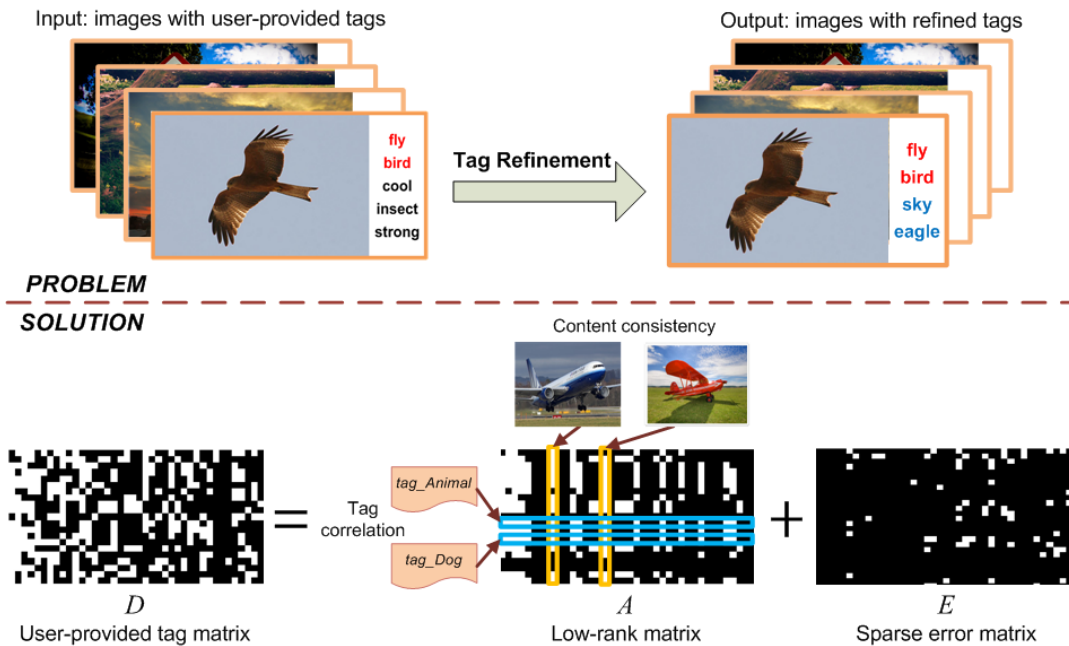 Input: images with user-provided tags
Output: images with refined tags
fly
bird
cool
insect
strong
Tag Refinement
fly
bird
sky
eagle
PROBLEM
SOLUTION
Content consistency
tag_Animal
Tag
correlation
tag_Dog
=
+
D
A
E
User-provided tag matrix
Low-rank matrix
Sparse error matrix